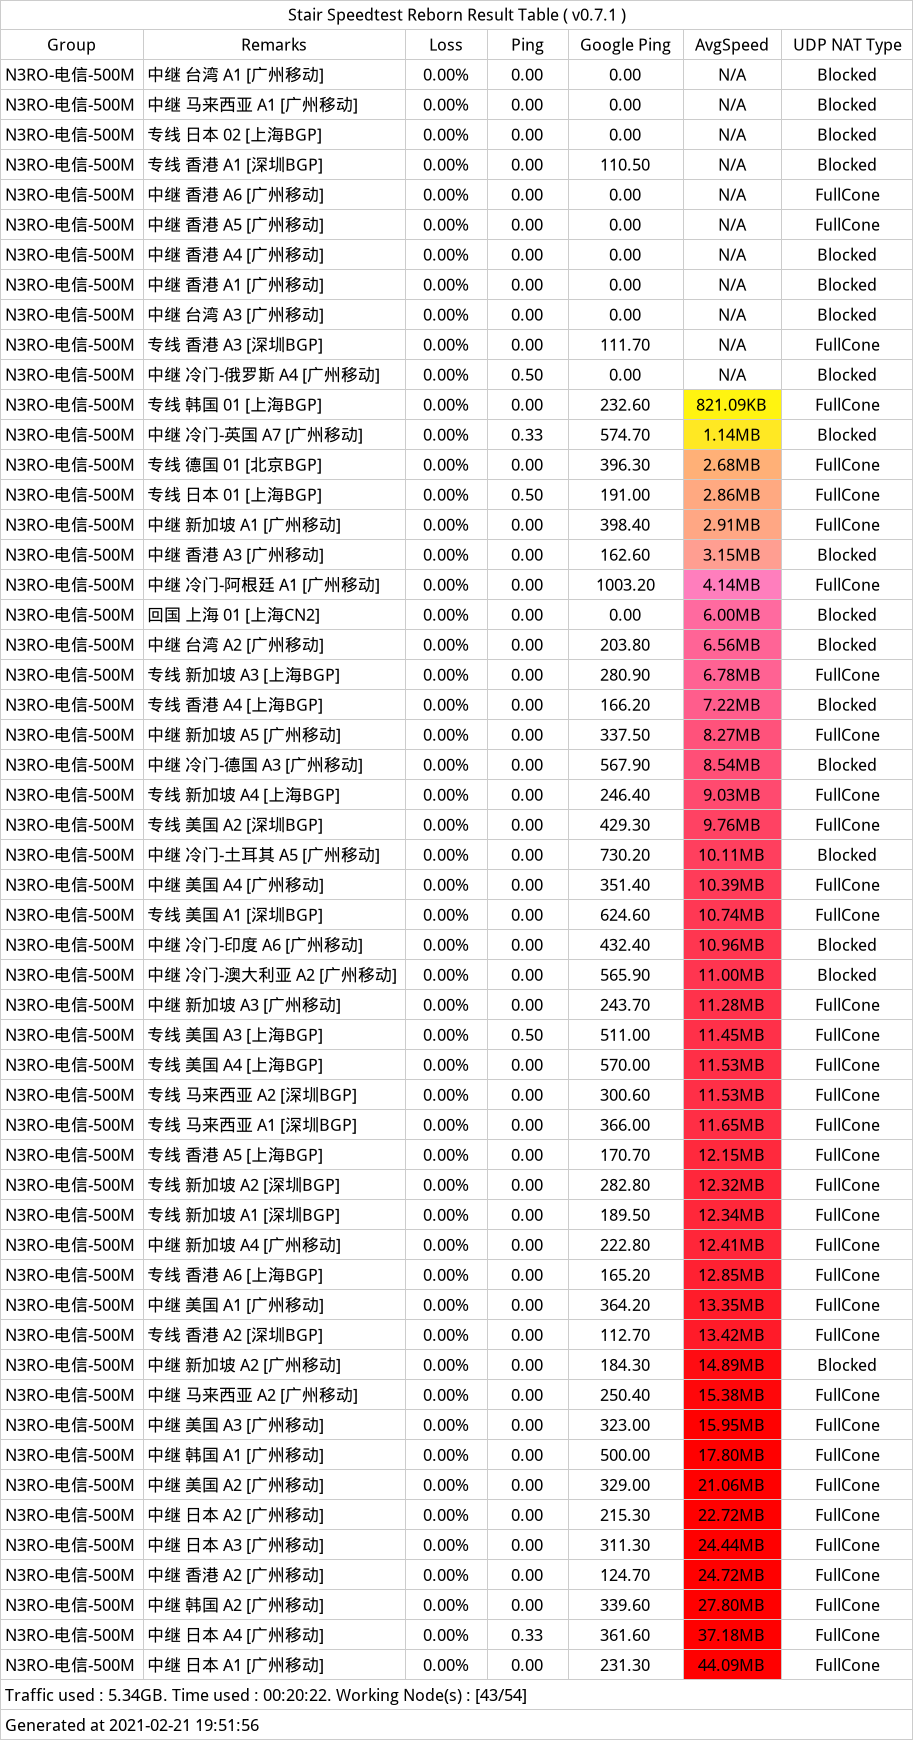 Stair Speedtest Reborn Result Table ( v0.7.1 )
Group Remarks Loss Ping Google Ping AvgSpeed UDP NAT Type
N3RO-电信-500M 中继 台湾 A1 [广州移动] 0.00% 0.00 0.00 N/A Blocked
N3RO-电信-500M 中继 马来西亚 A1 [广州移动] 0.00% 0.00 0.00 N/A Blocked
N3RO-电信-500M 专线 日本 02 [上海BGP] 0.00% 0.00 0.00 N/A Blocked
N3RO-电信-500M 专线 香港 A1 [深圳BGP] 0.00% 0.00 110.50 N/A Blocked
N3RO-电信-500M 中继 香港 A6 [广州移动] 0.00% 0.00 0.00 N/A FullCone
N3RO-电信-500M 中继 香港 A5 [广州移动] 0.00% 0.00 0.00 N/A FullCone
N3RO-电信-500M 中继 香港 A4 [广州移动] 0.00% 0.00 0.00 N/A Blocked
N3RO-电信-500M 中继 香港 A1 [广州移动] 0.00% 0.00 0.00 N/A Blocked
N3RO-电信-500M 中继 台湾 A3 [广州移动] 0.00% 0.00 0.00 N/A Blocked
N3RO-电信-500M 专线 香港 A3 [深圳BGP] 0.00% 0.00 111.70 N/A FullCone
N3RO-电信-500M 中继 冷门-俄罗斯 A4 [广州移动] 0.00% 0.50 0.00 N/A Blocked
N3RO-电信-500M 专线 韩国 01 [上海BGP] 0.00% 0.00 232.60 821.09KB FullCone
N3RO-电信-500M 中继 冷门-英国 A7 [广州移动] 0.00% 0.33 574.70 1.14MB Blocked
N3RO-电信-500M 专线 德国 01 [北京BGP] 0.00% 0.00 396.30 2.68MB FullCone
N3RO-电信-500M 专线 日本 01 [上海BGP] 0.00% 0.50 191.00 2.86MB FullCone
N3RO-电信-500M 中继 新加坡 A1 [广州移动] 0.00% 0.00 398.40 2.91MB FullCone
N3RO-电信-500M 中继 香港 A3 [广州移动] 0.00% 0.00 162.60 3.15MB Blocked
N3RO-电信-500M 中继 冷门-阿根廷 A1 [广州移动] 0.00% 0.00 1003.20 4.14MB FullCone
N3RO-电信-500M 回国 上海 01 [上海CN2] 0.00% 0.00 0.00 6.00MB Blocked
N3RO-电信-500M 中继 台湾 A2 [广州移动] 0.00% 0.00 203.80 6.56MB Blocked
N3RO-电信-500M 专线 新加坡 A3 [上海BGP] 0.00% 0.00 280.90 6.78MB FullCone
N3RO-电信-500M 专线 香港 A4 [上海BGP] 0.00% 0.00 166.20 7.22MB Blocked
N3RO-电信-500M 中继 新加坡 A5 [广州移动] 0.00% 0.00 337.50 8.27MB FullCone
N3RO-电信-500M 中继 冷门-德国 A3 [广州移动] 0.00% 0.00 567.90 8.54MB Blocked
N3RO-电信-500M 专线 新加坡 A4 [上海BGP] 0.00% 0.00 246.40 9.03MB FullCone
N3RO-电信-500M 专线 美国 A2 [深圳BGP] 0.00% 0.00 429.30 9.76MB FullCone
N3RO-电信-500M 中继 冷门-土耳其 A5 [广州移动] 0.00% 0.00 730.20 10.11MB Blocked
N3RO-电信-500M 中继 美国 A4 [广州移动] 0.00% 0.00 351.40 10.39MB FullCone
N3RO-电信-500M 专线 美国 A1 [深圳BGP] 0.00% 0.00 624.60 10.74MB FullCone
N3RO-电信-500M 中继 冷门-印度 A6 [广州移动] 0.00% 0.00 432.40 10.96MB Blocked
N3RO-电信-500M 中继 冷门-澳大利亚 A2 [广州移动] 0.00% 0.00 565.90 11.00MB Blocked
N3RO-电信-500M 中继 新加坡 A3 [广州移动] 0.00% 0.00 243.70 11.28MB FullCone
N3RO-电信-500M 专线 美国 A3 [上海BGP] 0.00% 0.50 511.00 11.45MB FullCone
N3RO-电信-500M 专线 美国 A4 [上海BGP] 0.00% 0.00 570.00 11.53MB FullCone
N3RO-电信-500M 专线 马来西亚 A2 [深圳BGP] 0.00% 0.00 300.60 11.53MB FullCone
N3RO-电信-500M 专线 马来西亚 A1 [深圳BGP] 0.00% 0.00 366.00 11.65MB FullCone
N3RO-电信-500M 专线 香港 A5 [上海BGP] 0.00% 0.00 170.70 12.15MB FullCone
N3RO-电信-500M 专线 新加坡 A2 [深圳BGP] 0.00% 0.00 282.80 12.32MB FullCone
N3RO-电信-500M 专线 新加坡 A1 [深圳BGP] 0.00% 0.00 189.50 12.34MB FullCone
N3RO-电信-500M 中继 新加坡 A4 [广州移动] 0.00% 0.00 222.80 12.41MB FullCone
N3RO-电信-500M 专线 香港 A6 [上海BGP] 0.00% 0.00 165.20 12.85MB FullCone
N3RO-电信-500M 中继 美国 A1 [广州移动] 0.00% 0.00 364.20 13.35MB FullCone
N3RO-电信-500M 专线 香港 A2 [深圳BGP] 0.00% 0.00 112.70 13.42MB FullCone
N3RO-电信-500M 中继 新加坡 A2 [广州移动] 0.00% 0.00 184.30 14.89MB Blocked
N3RO-电信-500M 中继 马来西亚 A2 [广州移动] 0.00% 0.00 250.40 15.38MB FullCone
N3RO-电信-500M 中继 美国 A3 [广州移动] 0.00% 0.00 323.00 15.95MB FullCone
N3RO-电信-500M 中继 韩国 A1 [广州移动] 0.00% 0.00 500.00 17.80MB FullCone
N3RO-电信-500M 中继 美国 A2 [广州移动] 0.00% 0.00 329.00 21.06MB FullCone
N3RO-电信-500M 中继 日本 A2 [广州移动] 0.00% 0.00 215.30 22.72MB FullCone
N3RO-电信-500M 中继 日本 A3 [广州移动] 0.00% 0.00 311.30 24.44MB FullCone
N3RO-电信-500M 中继 香港 A2 [广州移动] 0.00% 0.00 124.70 24.72MB FullCone
N3RO-电信-500M 中继 韩国 A2 [广州移动] 0.00% 0.00 339.60 27.80MB FullCone
N3RO-电信-500M 中继 日本 A4 [广州移动] 0.00% 0.33 361.60 37.18MB FullCone
N3RO-电信-500M 中继 日本 A1 [广州移动] 0.00% 0.00 231.30 44.09MB FullCone
Traffic used : 5.34GB. Time used : 00:20:22. Working Node(s) : [43/54]
Generated at 2021-02-21 19:51:56